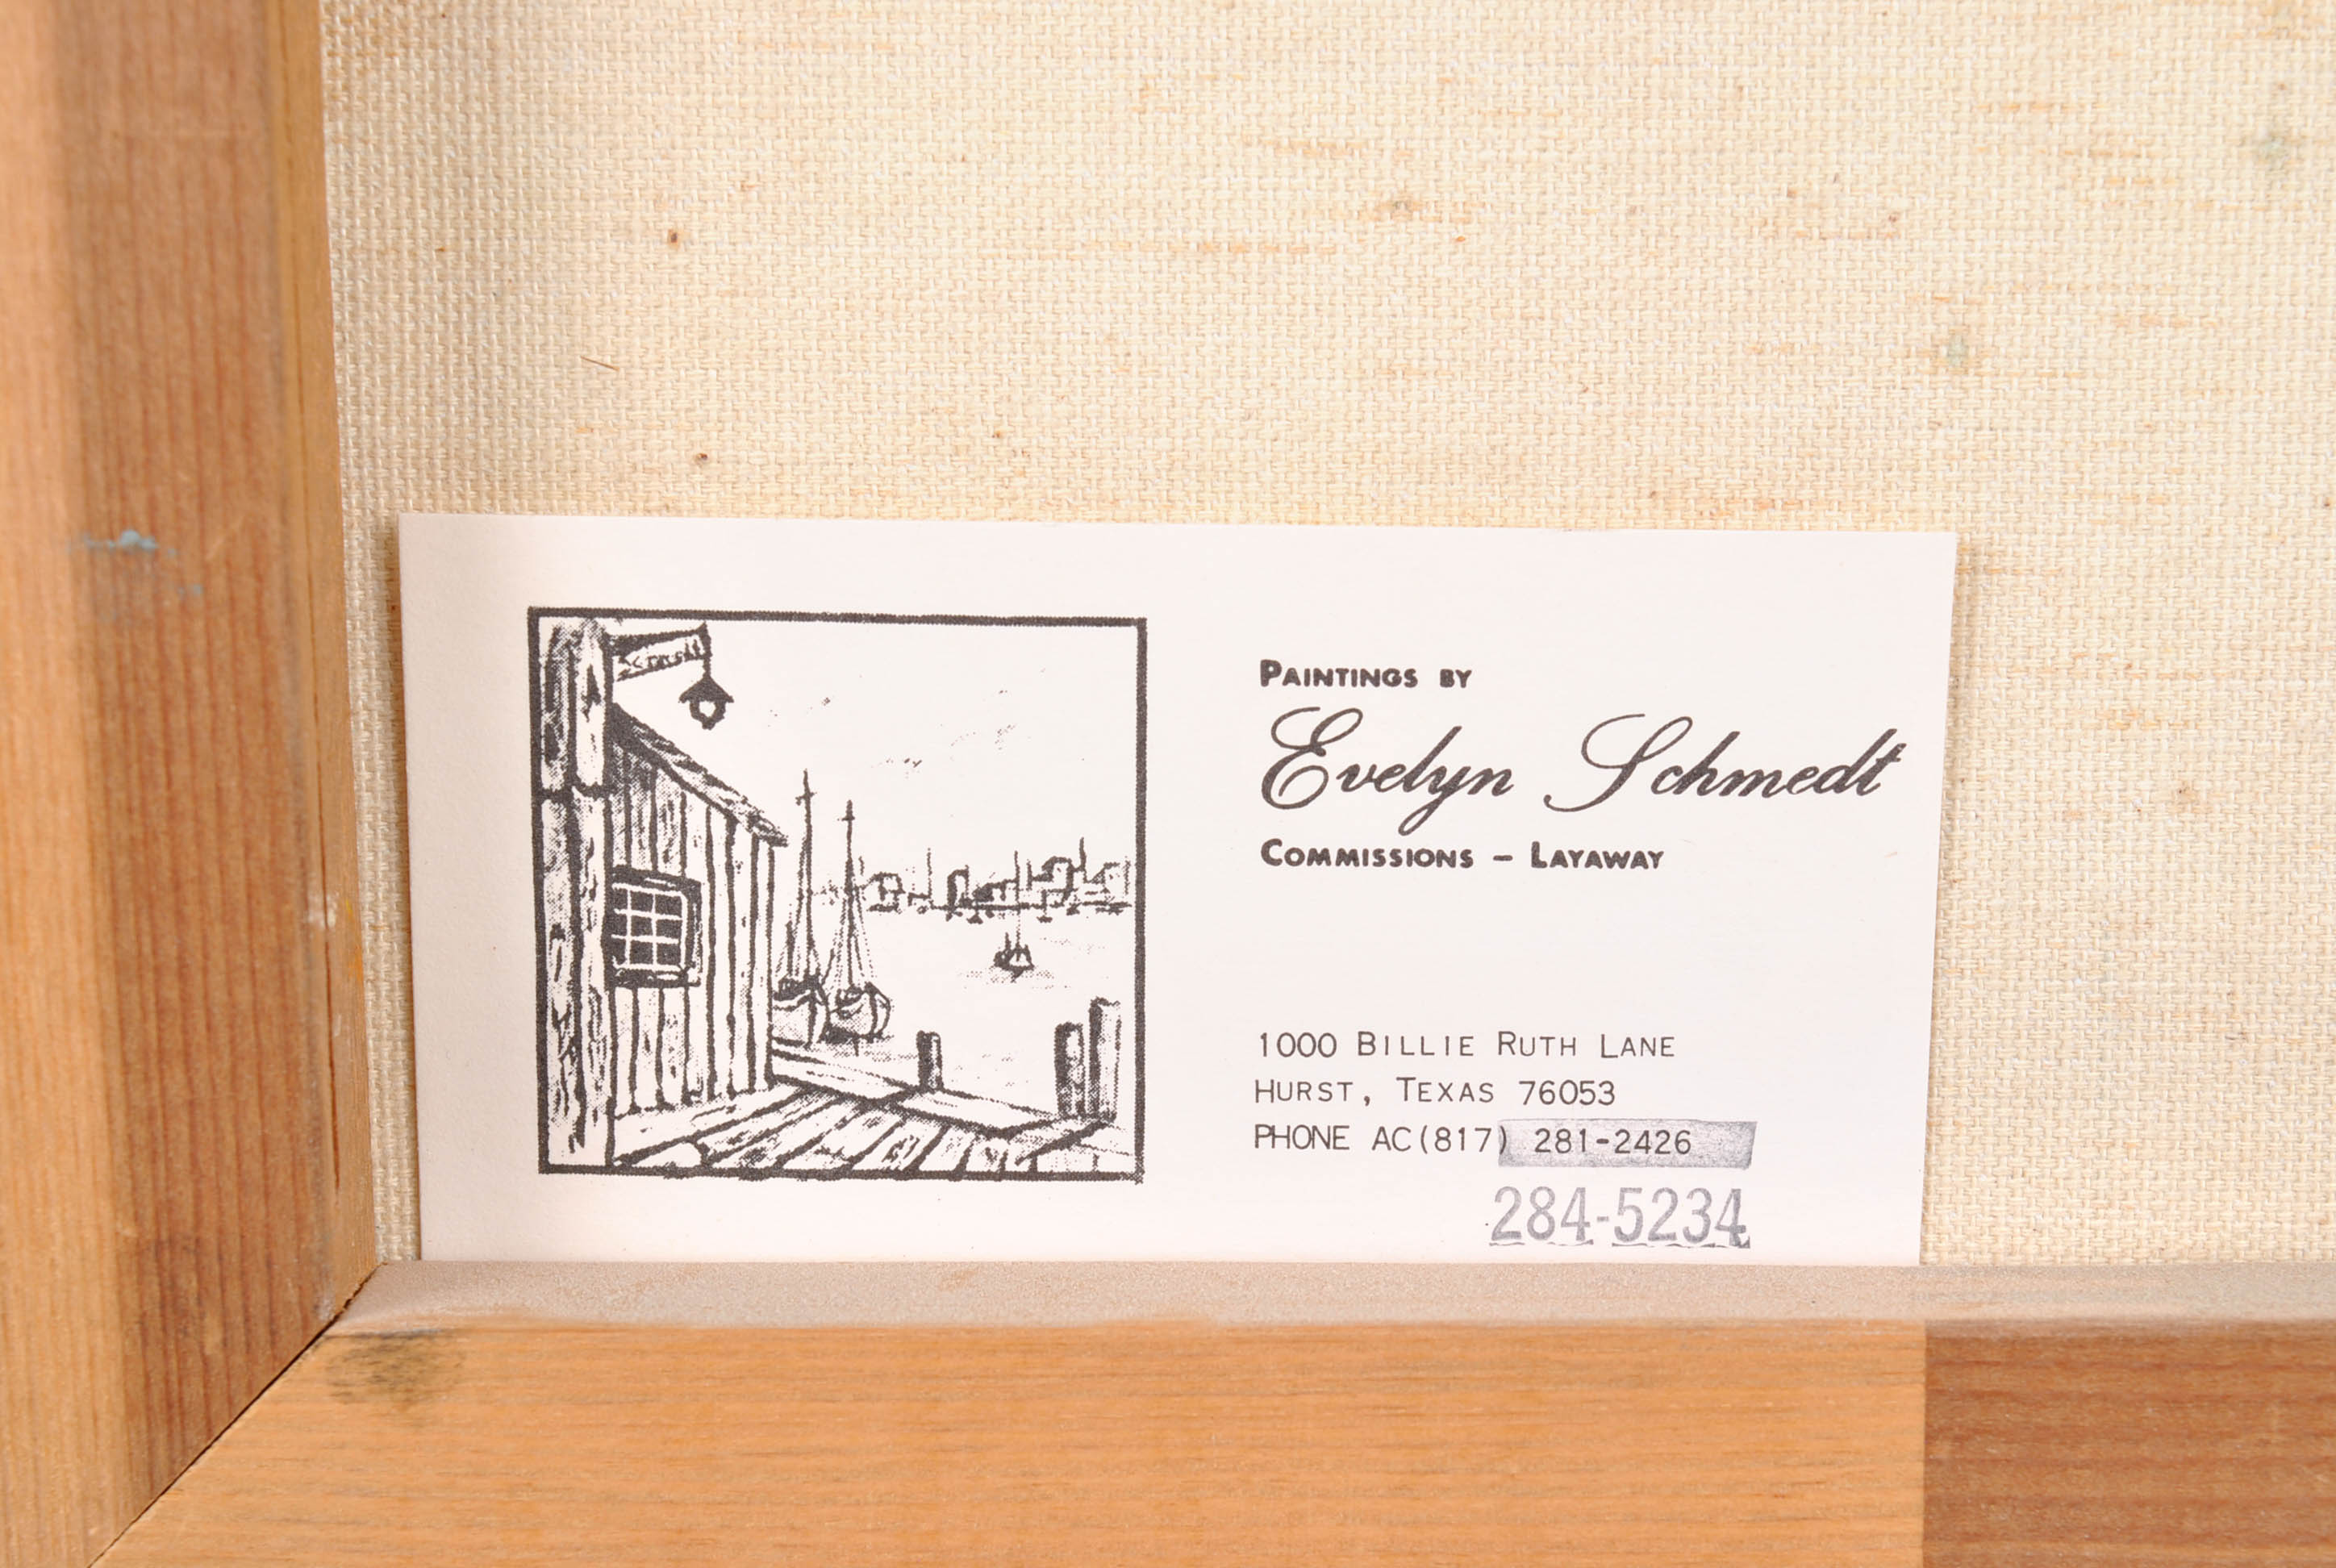 Schmedt
PAINTINGS BY
Evelyn Schmedt
COMMISSIONS – LAYAWAY
1000 BILLIE RUTH LANE
HURST, TEXAS 76053
PHONE AC(817) 281-2426
284-5234